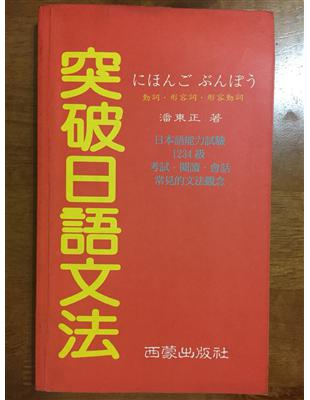 突破日語文法
にほんご ぶんぽう
動詞・形容詞・形容動詞
潘東正 著
日本語能力試驗
1234級
考試・閱讀・會話
常見的文法觀念
西蒙出版社